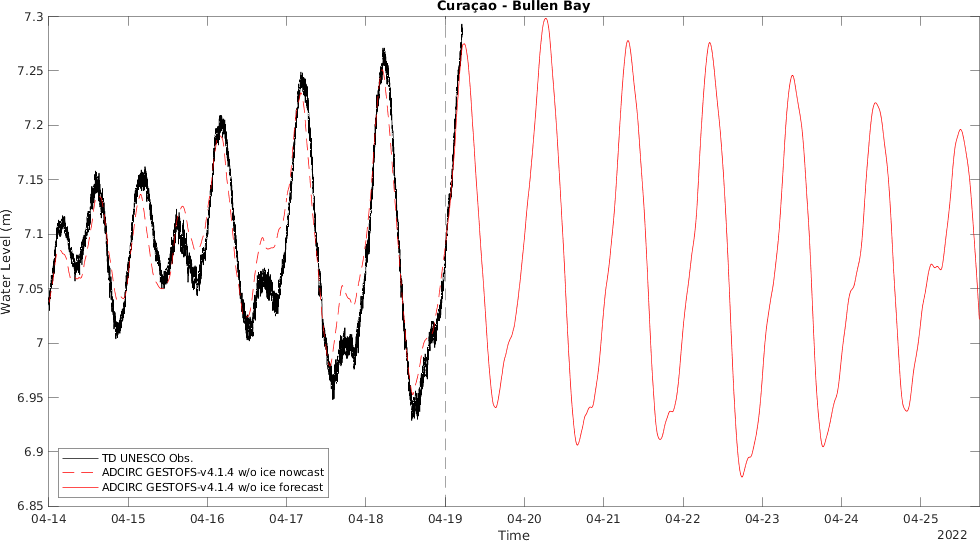 Curaçao - Bullen Bay
7.3
7.25
7.2
7.15
7.1
7.05
7
6.95
6.9
6.85
Water Level (m)
TD UNESCO Obs.
ADCIRC GESTOFS-v4.1.4 w/o ice nowcast
ADCIRC GESTOFS-v4.1.4 w/o ice forecast
04-14 04-15 04-16 04-17 04-18 04-19 04-20 04-21 04-22 04-23 04-24 04-25
Time
2022